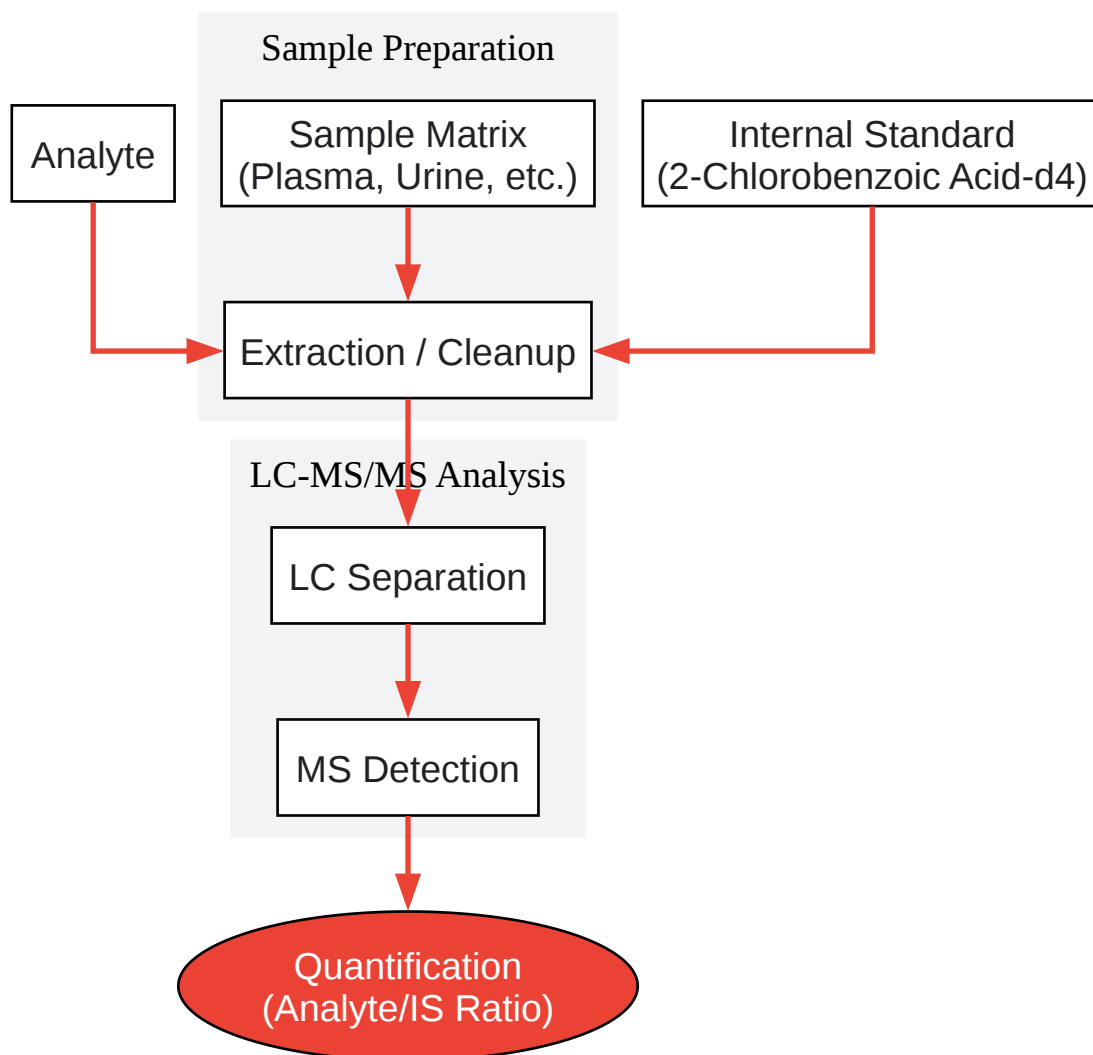 Sample Preparation
Analyte
Sample Matrix
(Plasma, Urine, etc.)
Internal Standard
(2-Chlorobenzoic Acid-d4)
Extraction / Cleanup
LC-MS/MS Analysis
LC Separation
MS Detection
Quantification
(Analyte/IS Ratio)